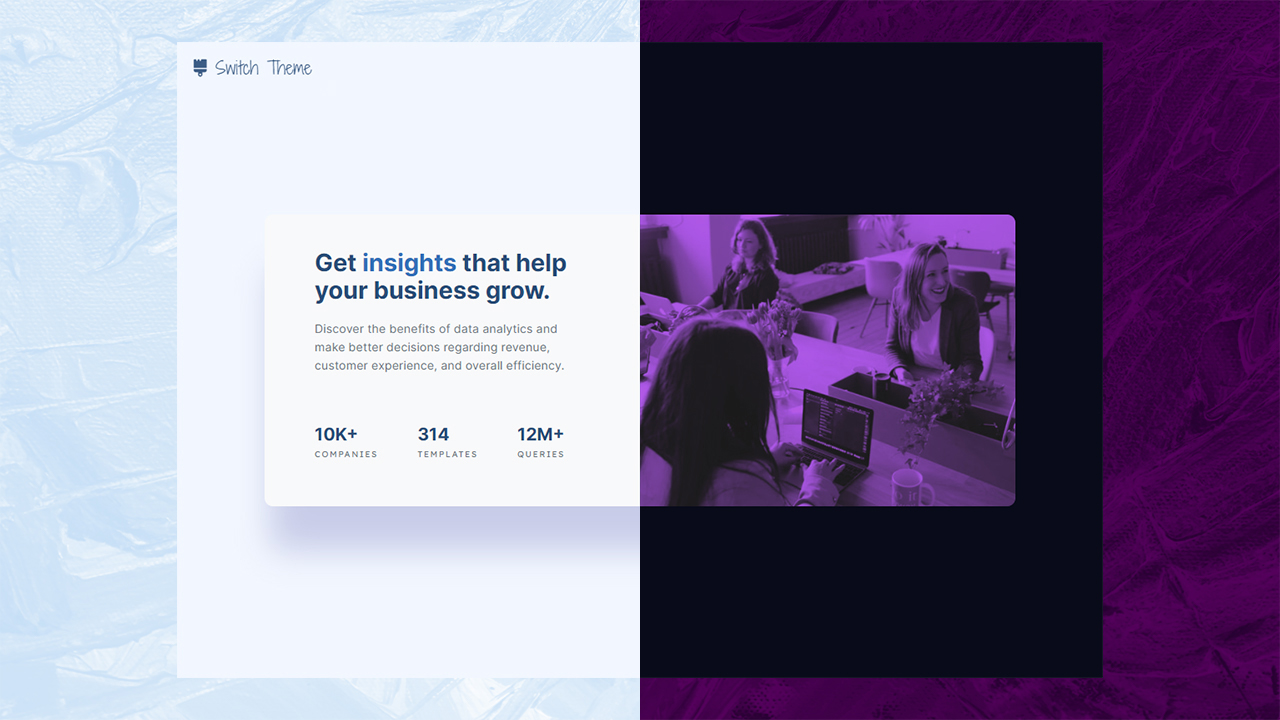 Switch Theme
Get insights that help
your business grow.
Discover the benefits of data analytics and
make better decisions regarding revenue,
customer experience, and overall efficiency.
10K+ 314 12M+
COMPANIES TEMPLATES QUERIES